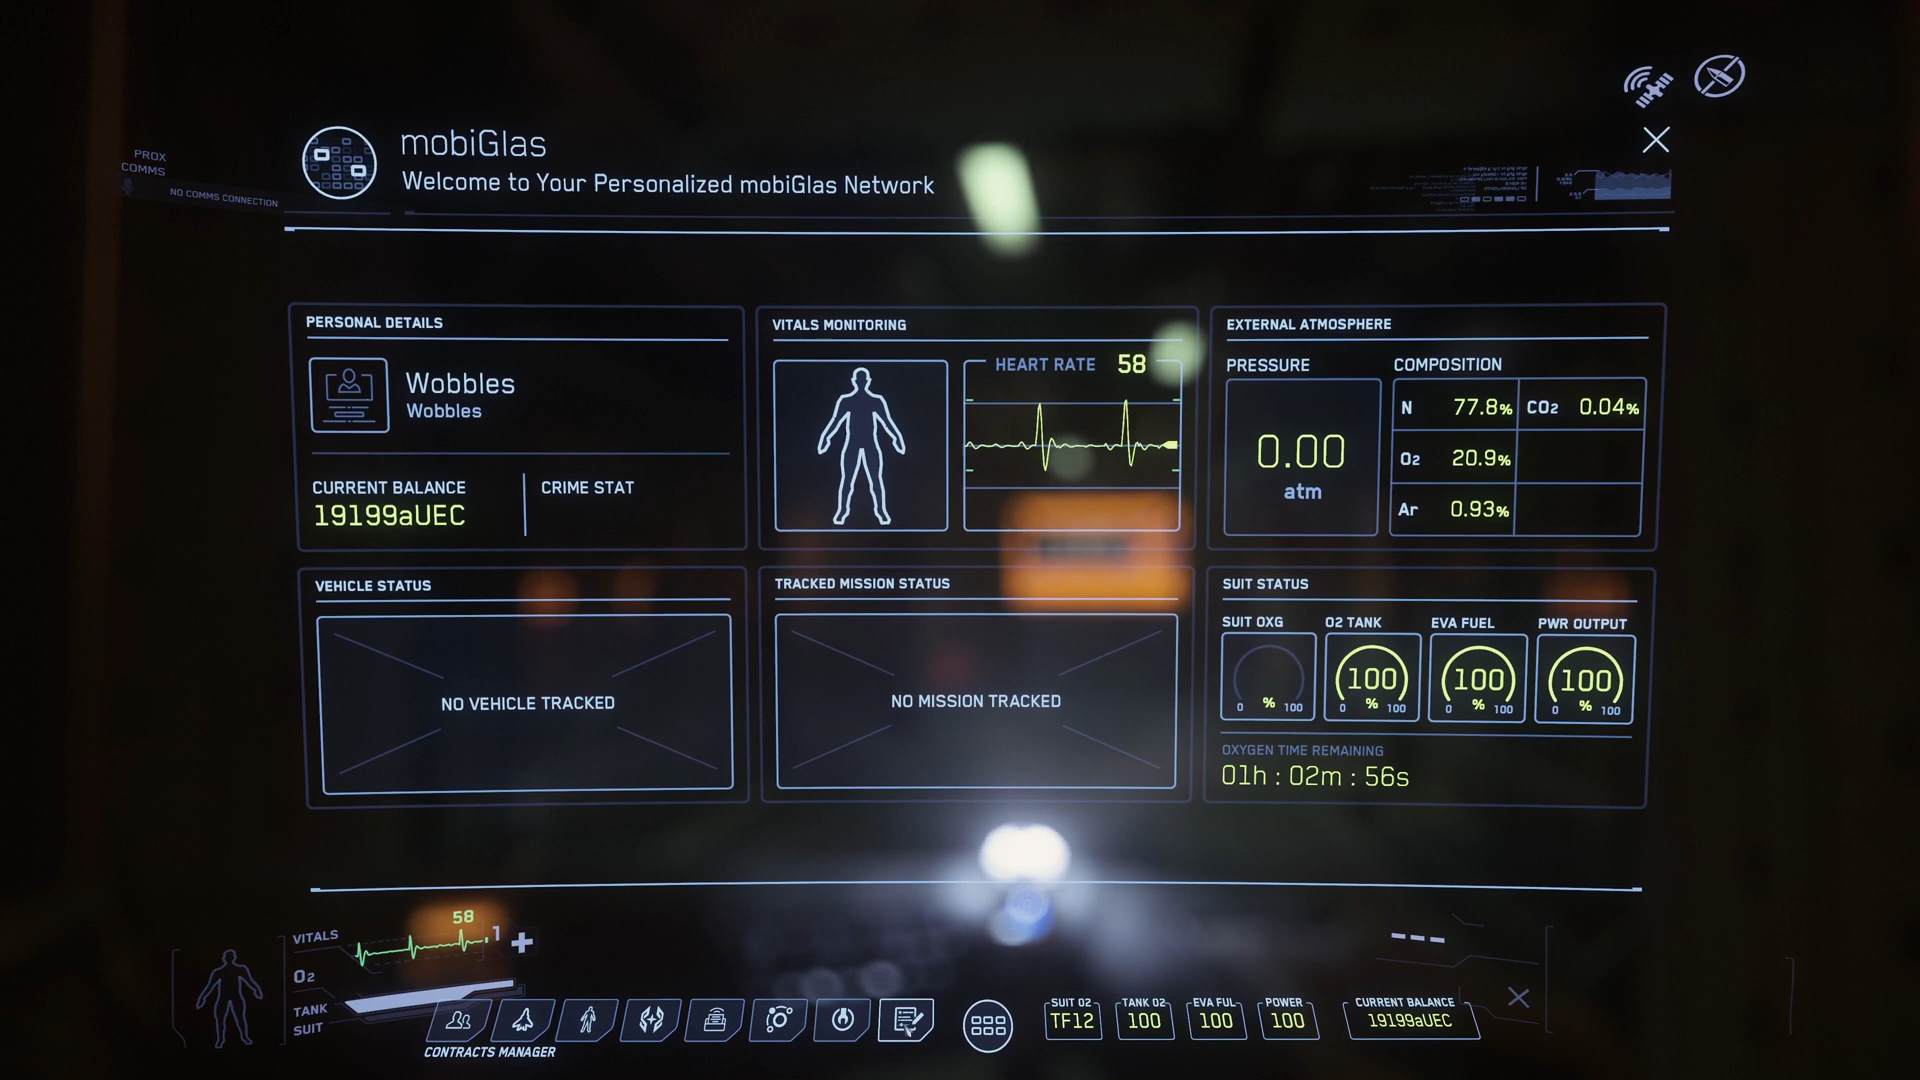 mobiGlas
Welcome to Your Personalized mobiGlas Network
PROX
COMMS
NO COMMS CONNECTION
PERSONAL DETAILS
Wobbles
Wobbles
CURRENT BALANCE
19199aUEC
CRIME STAT
VITALS MONITORING
HEART RATE 58
EXTERNAL ATMOSPHERE
PRESSURE
0.00
atm
COMPOSITION
N 77.8% CO2 0.04%
O2 20.9%
Ar 0.93%
VEHICLE STATUS
NO VEHICLE TRACKED
TRACKED MISSION STATUS
NO MISSION TRACKED
SUIT STATUS
SUIT OXG O2 TANK EVA FUEL PWR OUTPUT
100 100 100
0 % 100 0 % 100 0 % 100 0 % 100
OXYGEN TIME REMAINING
01h : 02m : 56s
VITALS
58
1
O2
TANK
SUIT
CONTRACTS MANAGER
SUIT O2
TF12
TANK O2
100
EVA FUL
100
POWER
100
CURRENT BALANCE
19199aUEC